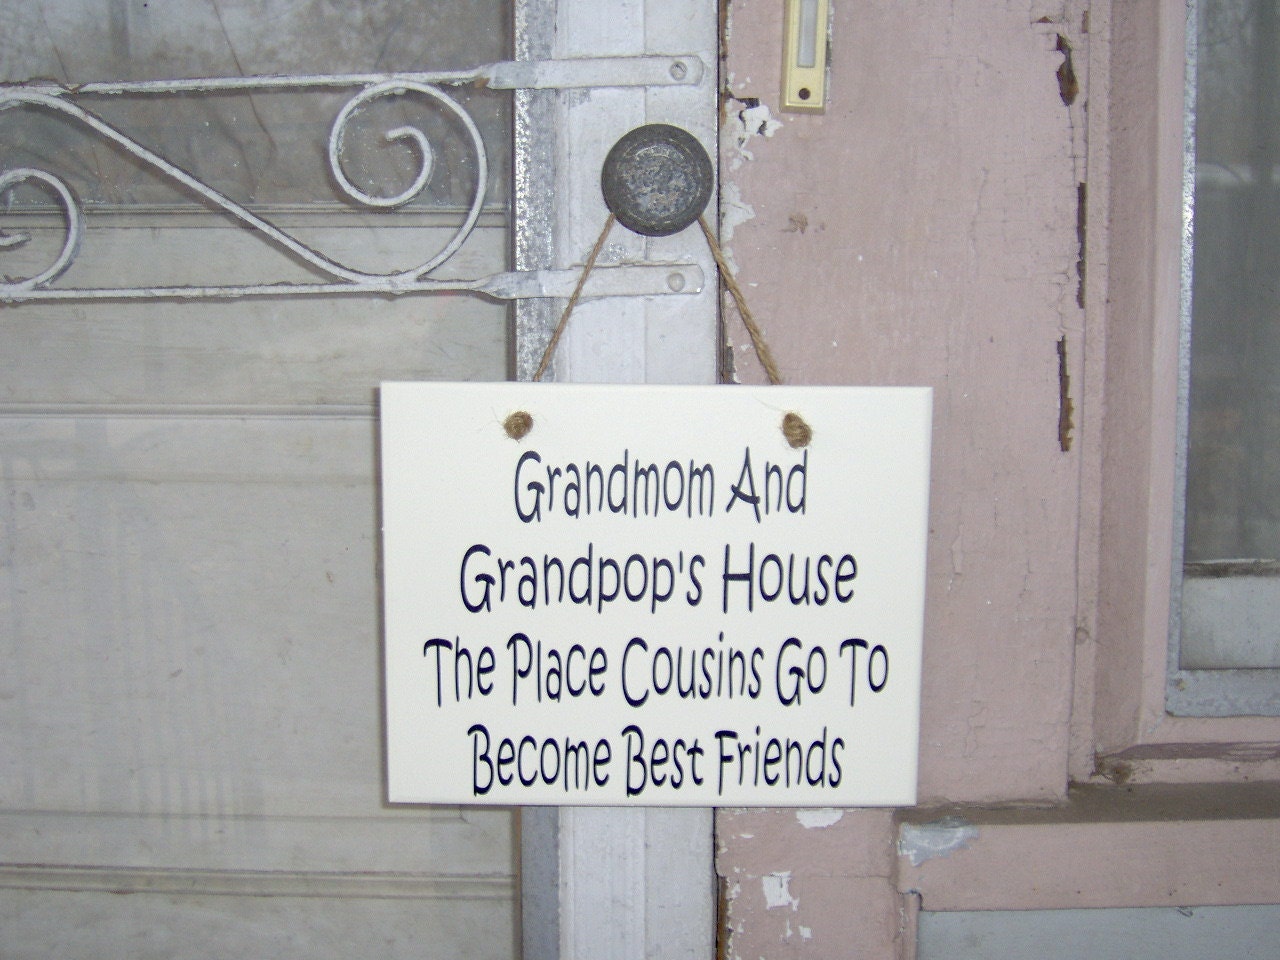 Grandmom And
Grandpop's House
The Place Cousins Go To
Become Best Friends